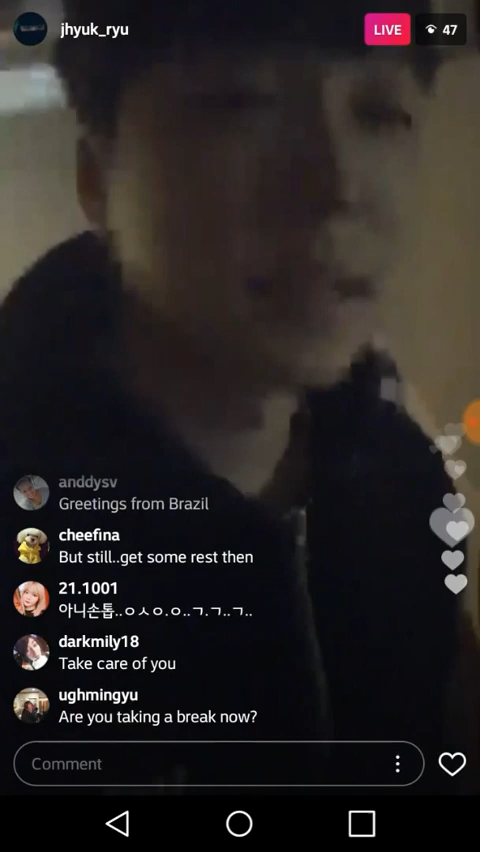 jhyuk_ryu
LIVE
47
anddysv
Greetings from Brazil
cheefina
But still..get some rest then
21.1001
아니손톱..ㅇㅅㅇ.ㅇ..ㄱ.ㄱ..ㄱ..
darkmily18
Take care of you
ughmingyu
Are you taking a break now?
Comment